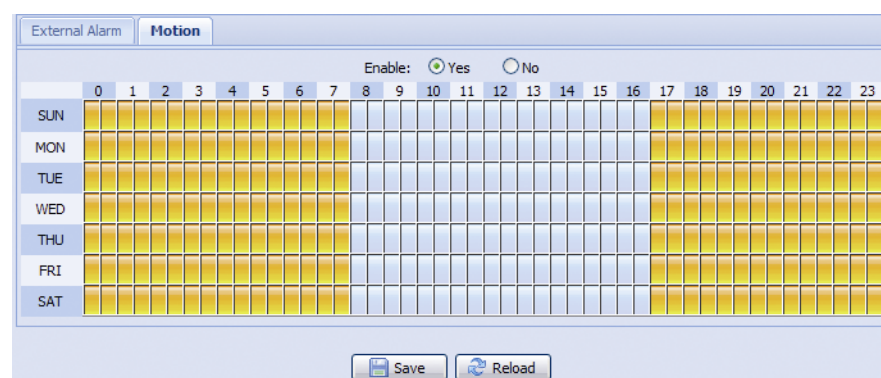 External Alarm Motion
Enable: Yes No
0 1 2 3 4 5 6 7 8 9 10 11 12 13 14 15 16 17 18 19 20 21 22 23
SUN
MON
TUE
WED
THU
FRI
SAT
Save Reload